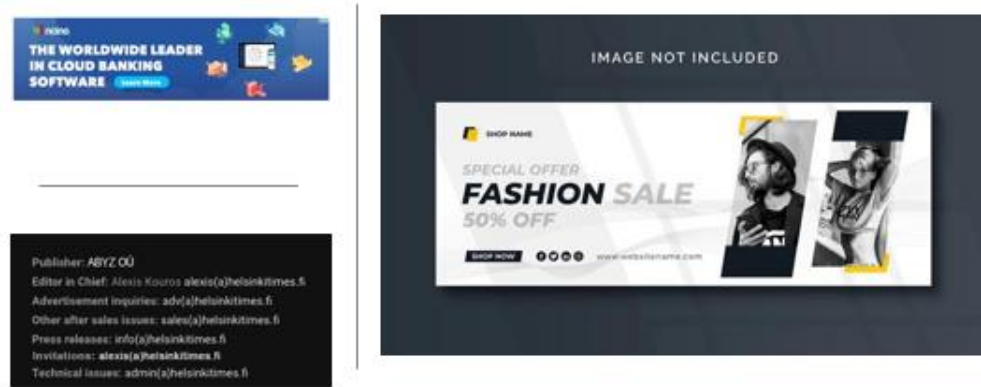 ncino
THE WORLDWIDE LEADER
IN CLOUD BANKING
SOFTWARE Learn More
Publisher: ABYZ OÜ
Editor in Chief: Alexis Kouros alexis(a)helsinkitimes.fi
Advertisement inquiries: adv(a)helsinkitimes.fi
Other after sales issues: sales(a)helsinkitimes.fi
Press releases: info(a)helsinkitimes.fi
Invitations: alexis(a)helsinkitimes.fi
Technical issues: admin(a)helsinkitimes.fi
IMAGE NOT INCLUDED
SHOP NAME
SPECIAL OFFER
FASHION SALE
50% OFF
SHOP NOW www.websitename.com